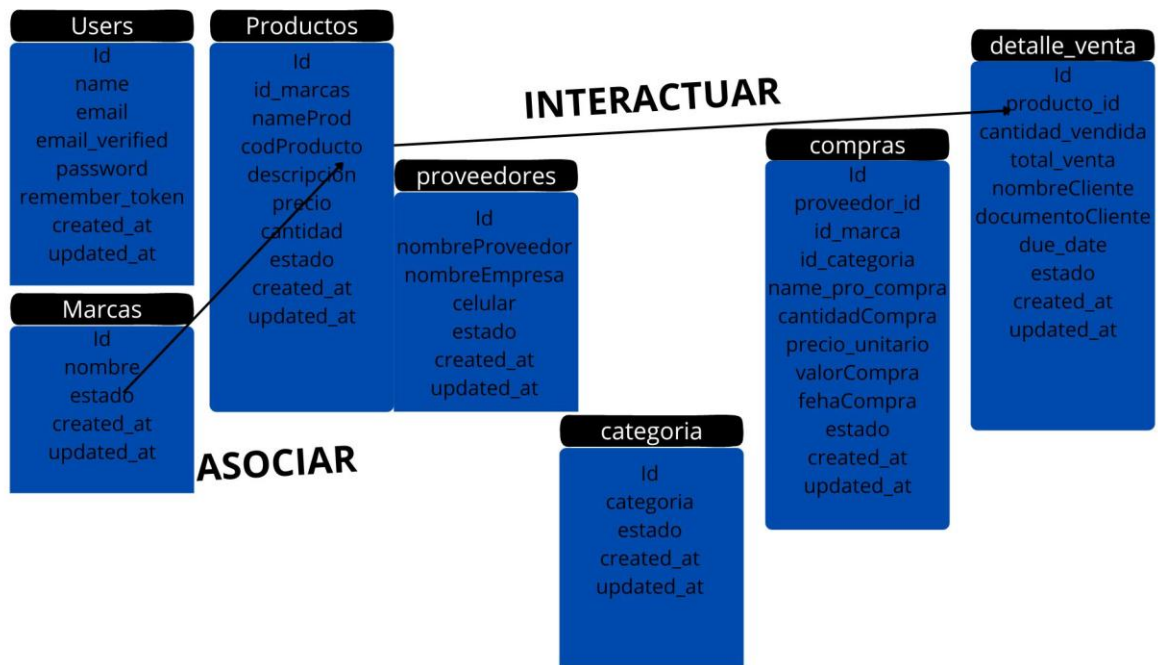 Users
Id
name
email
email_verified
password
remember_token
created_at
updated_at
Productos
Id
id_marcas
nameProd
codProducto
descripción
precio
cantidad
estado
created_at
updated_at
INTERACTUAR
detalle_venta
Id
producto_id
cantidad_vendida
total_venta
nombreCliente
documentoCliente
due_date
estado
created_at
updated_at
proveedores
Id
nombreProveedor
nombreEmpresa
celular
estado
created_at
updated_at
compras
Id
proveedor_id
id_marca
id_categoria
name_pro_compra
cantidadCompra
precio_unitario
valorCompra
fehaCompra
estado
created_at
updated_at
Marcas
Id
nombre
estado
created_at
updated_at
ASOCIAR
categoria
Id
categoria
estado
created_at
updated_at